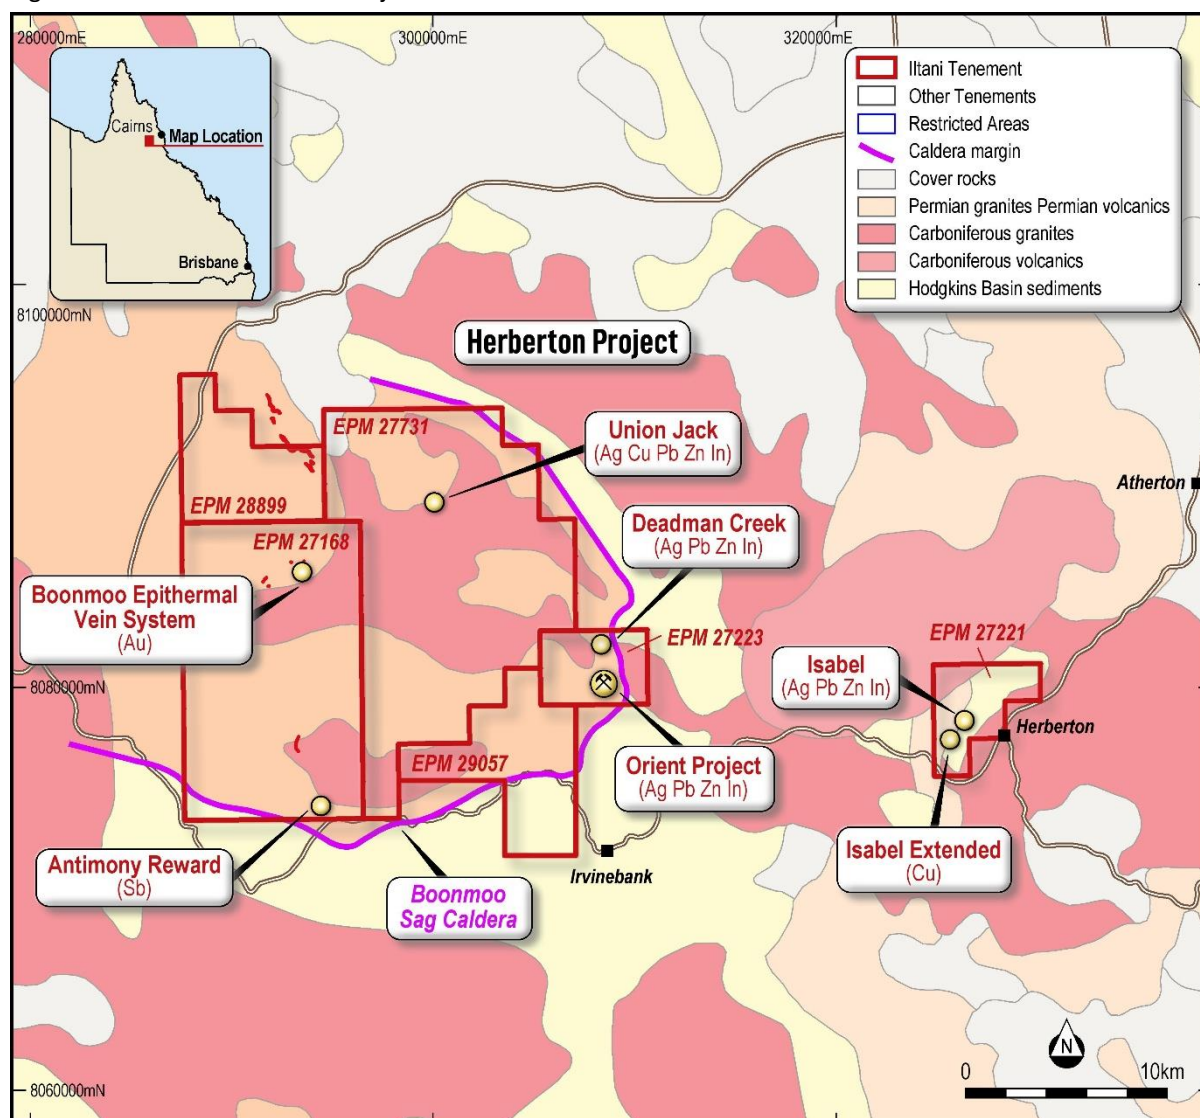 280000mE
300000mE
320000mE
Cairns
Map Location
Brisbane
Iltani Tenement
Other Tenements
Restricted Areas
Caldera margin
Cover rocks
Permian granites Permian volcanics
Carboniferous granites
Carboniferous volcanics
Hodgkins Basin sediments
8100000mN
Herberton Project
EPM 27731
Union Jack
(Ag Cu Pb Zn In)
Atherton
EPM 28899
Deadman Creek
(Ag Pb Zn In)
EPM 27168
Boonmoo Epithermal
Vein System
(Au)
EPM 27223
EPM 27221
Isabel
(Ag Pb Zn In)
8080000mN
Herberton
EPM 29057
Orient Project
(Ag Pb Zn In)
Antimony Reward
(Sb)
Isabel Extended
(Cu)
Irvinebank
Boonmoo
Sag Caldera
N
0
10km
8060000mN